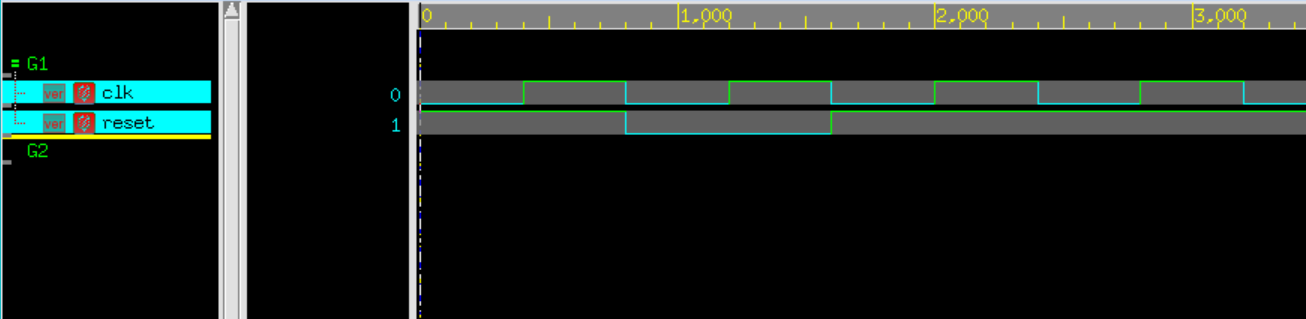 0 1,000 2,000 3,000
G1
ver clk 0
ver reset 1
G2